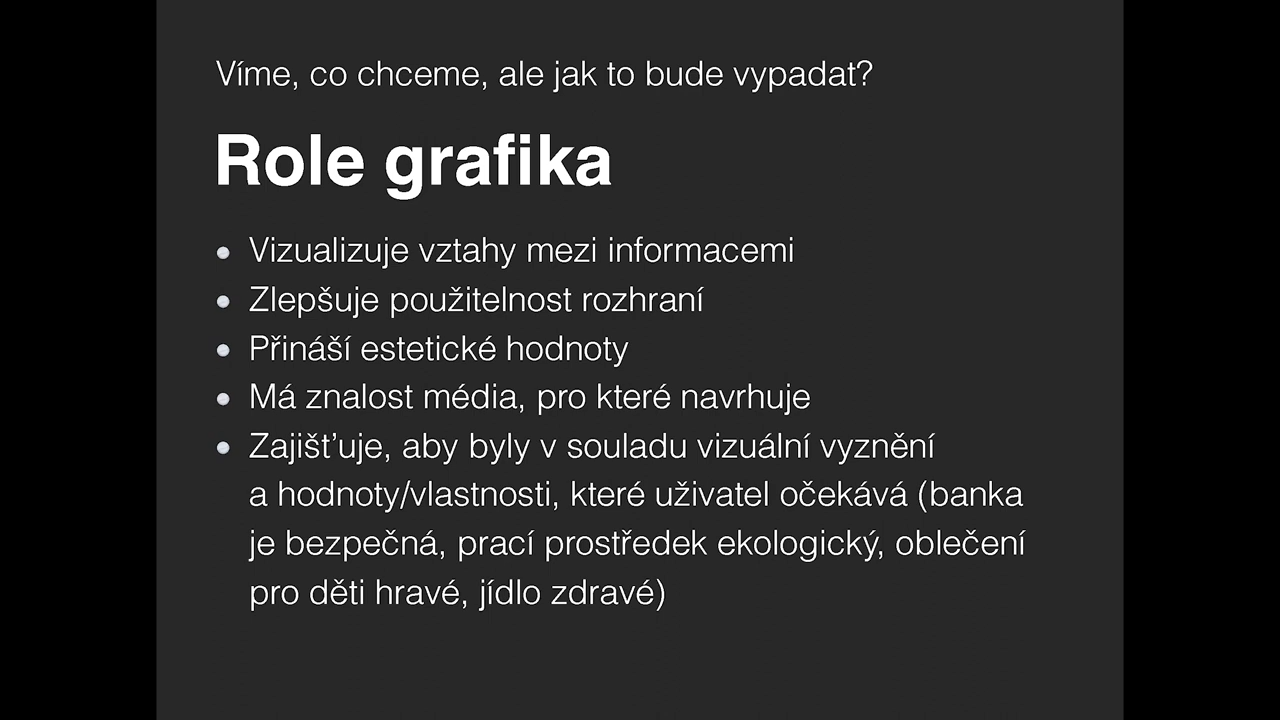 Víme, co chceme, ale jak to bude vypadat?
Role grafika
• Vizualizuje vztahy mezi informacemi
• Zlepšuje použitelnost rozhraní
• Přináší estetické hodnoty
• Má znalost média, pro které navrhuje
• Zajišťuje, aby byly v souladu vizuální vyznění
a hodnoty/vlastnosti, které uživatel očekává (banka
je bezpečná, prací prostředek ekologický, oblečení
pro děti hravé, jídlo zdravé)